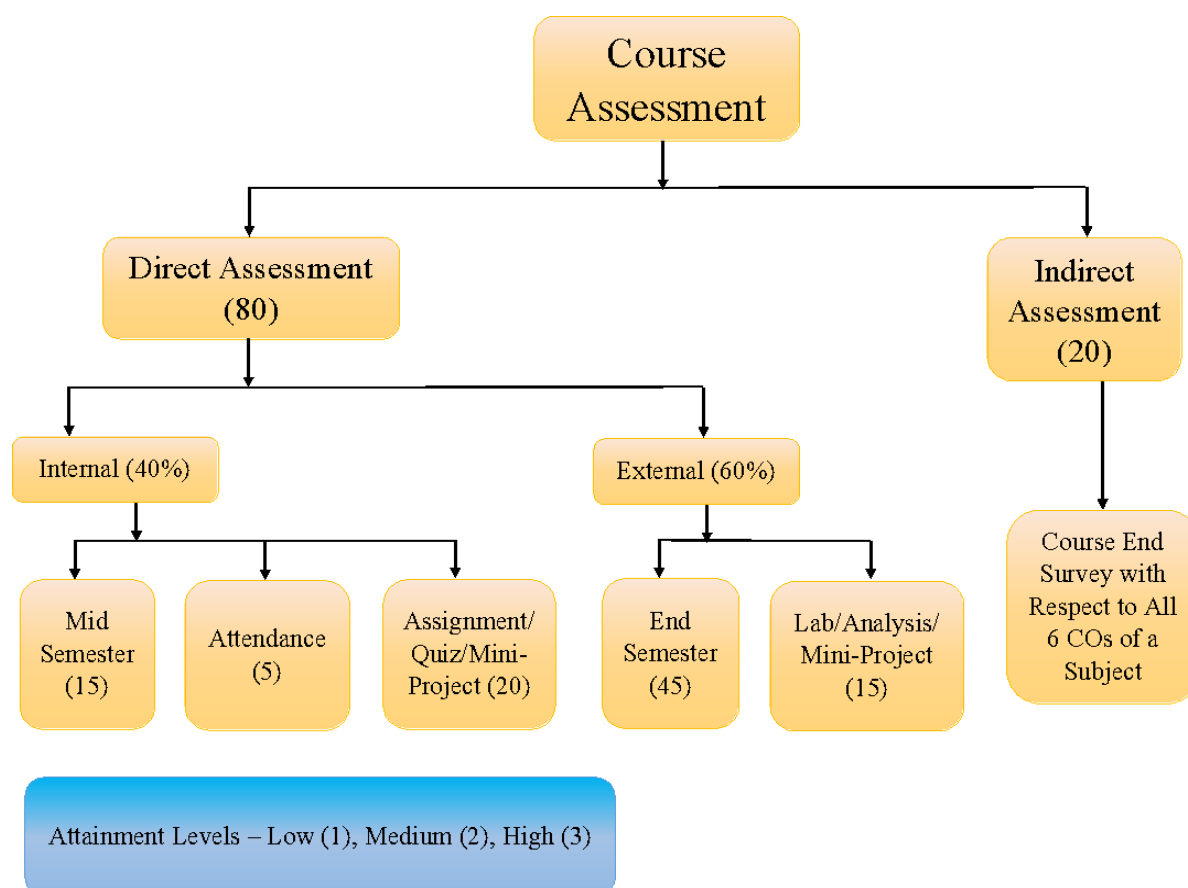 Course
Assessment
Direct Assessment
(80)
Indirect
Assessment
(20)
Internal (40%)
External (60%)
Mid
Semester
(15)
Attendance
(5)
Assignment/
Quiz/Mini-
Project (20)
End
Semester
(45)
Lab/Analysis/
Mini-Project
(15)
Course End
Survey with
Respect to All
6 COs of a
Subject
Attainment Levels – Low (1), Medium (2), High (3)